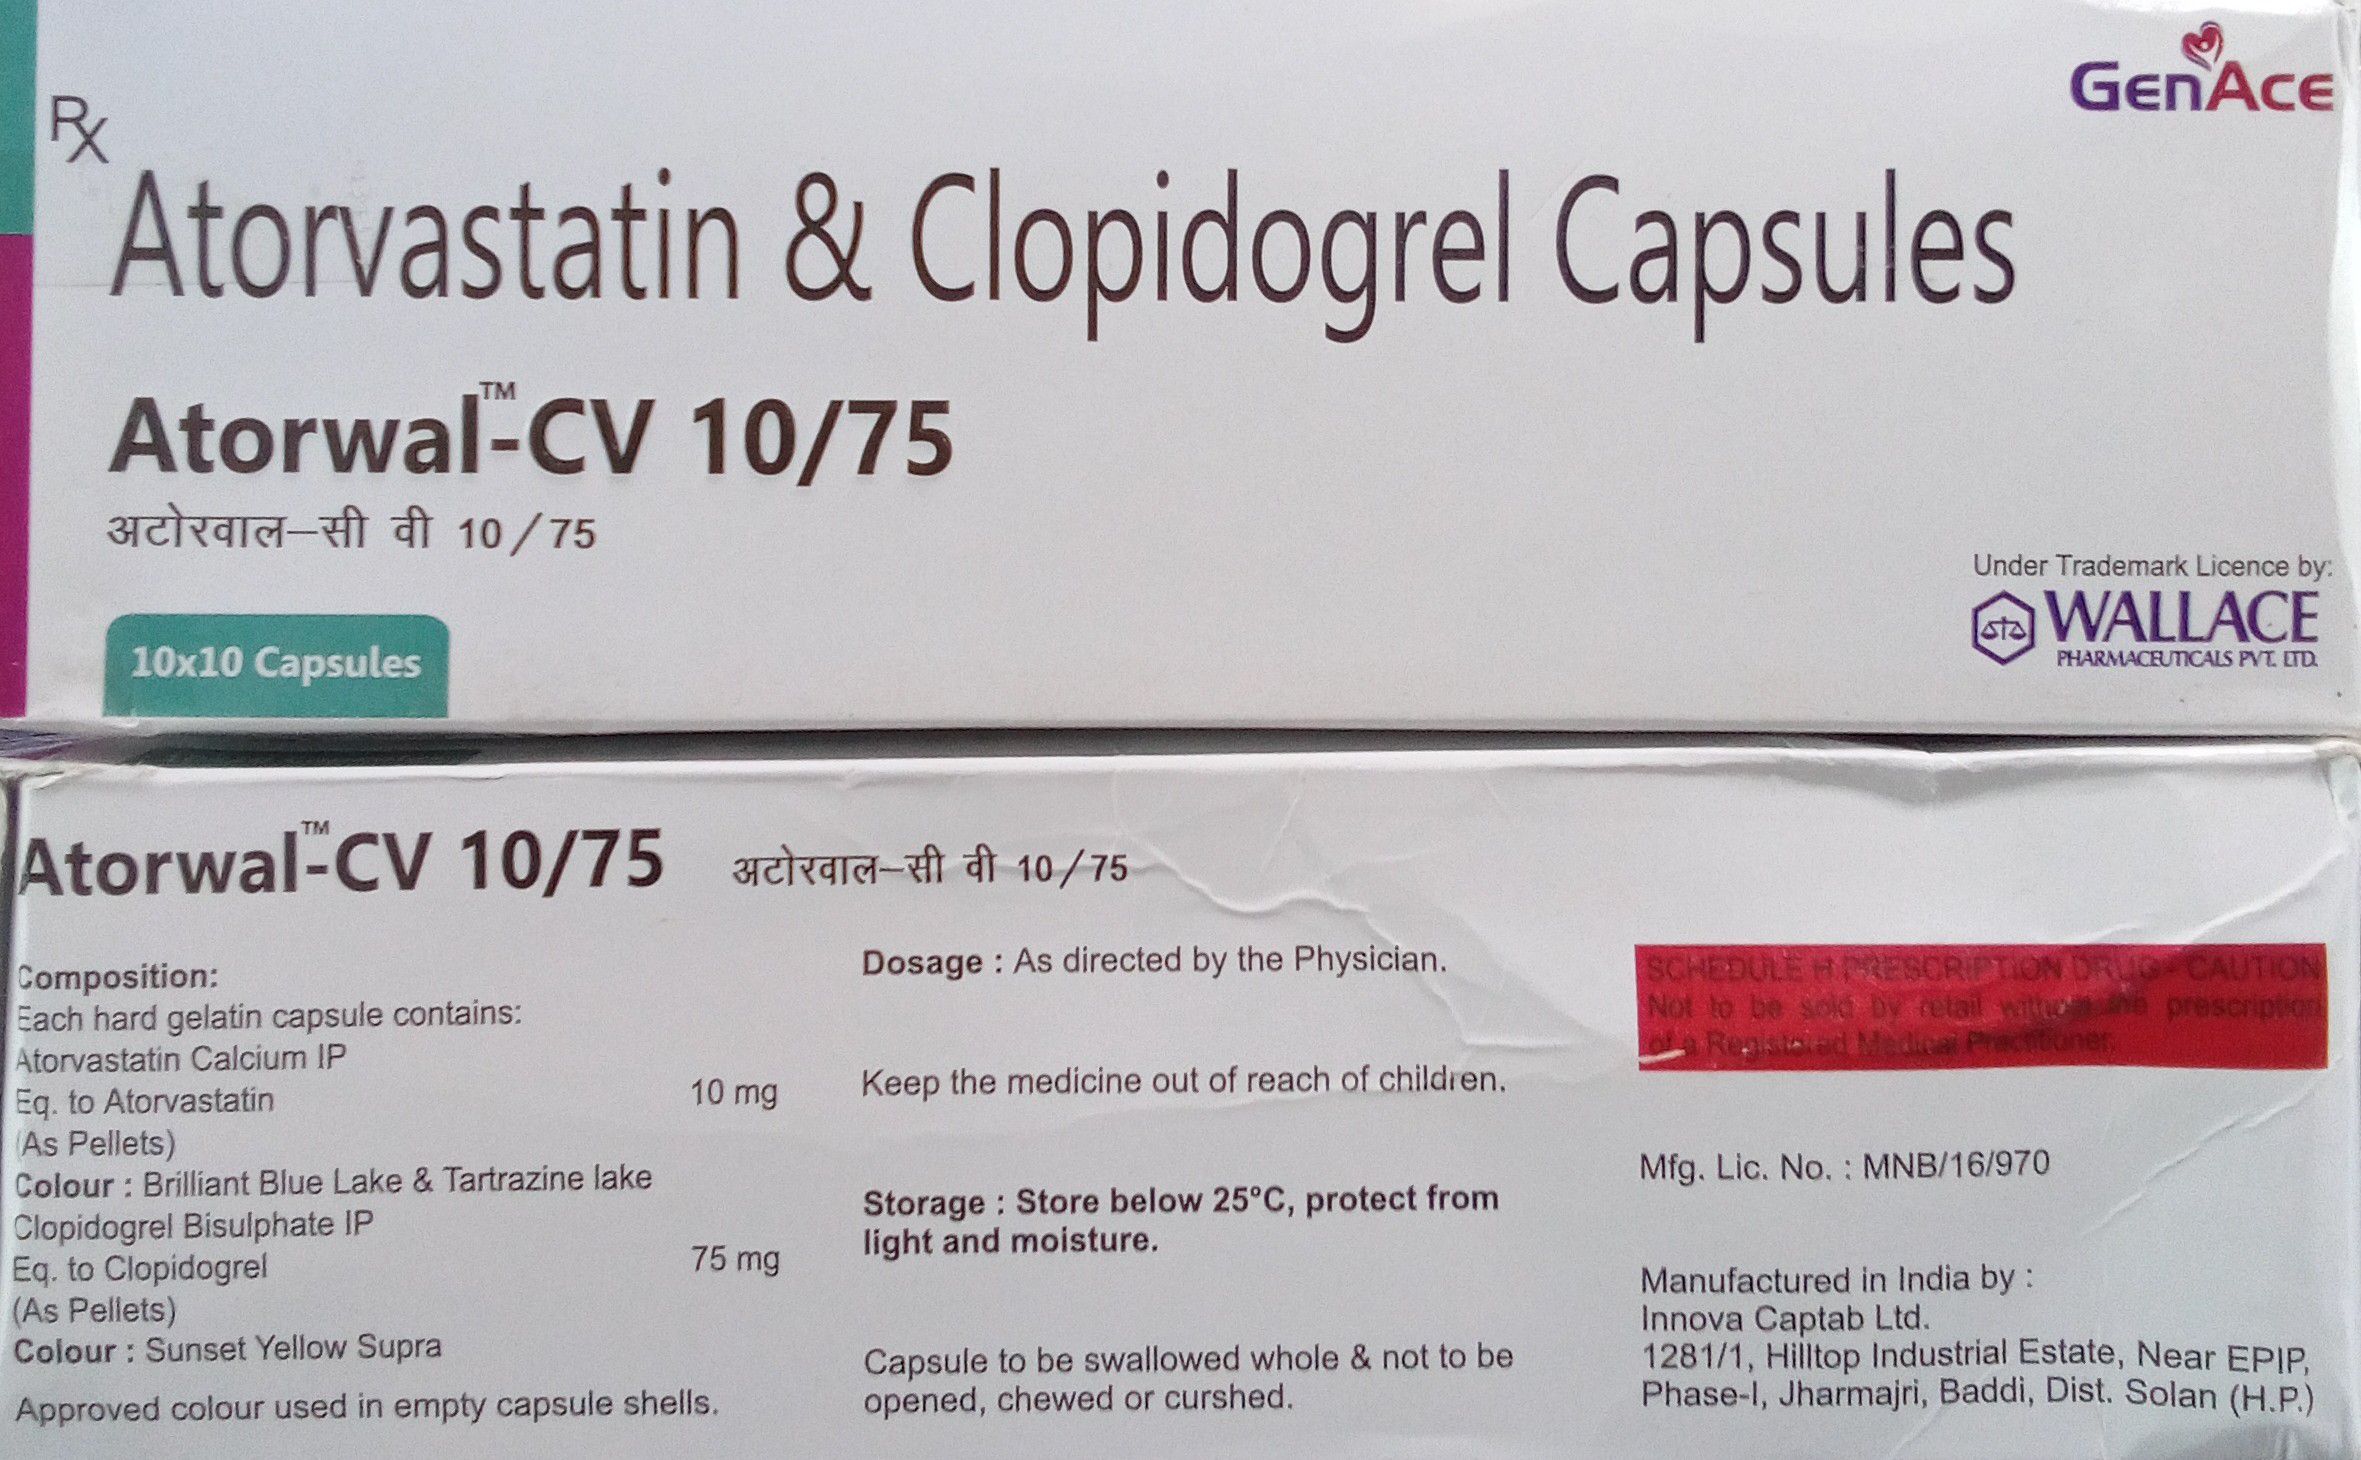 Rx
GenAce
Atorvastatin & Clopidogrel Capsules
Atorwal™-CV 10/75
अटोरवाल–सी वी 10/75
10x10 Capsules
Under Trademark Licence by:
WALLACE
PHARMACEUTICALS PVT. LTD.
Atorwal™-CV 10/75 अटोरवाल–सी वी 10/75
Composition:
Each hard gelatin capsule contains:
Atorvastatin Calcium IP
Eq. to Atorvastatin 10 mg
(As Pellets)
Colour : Brilliant Blue Lake & Tartrazine lake
Clopidogrel Bisulphate IP
Eq. to Clopidogrel 75 mg
(As Pellets)
Colour : Sunset Yellow Supra
Approved colour used in empty capsule shells.
Dosage : As directed by the Physician.
Keep the medicine out of reach of children.
Storage : Store below 25°C, protect from
light and moisture.
Capsule to be swallowed whole & not to be
opened, chewed or curshed.
SCHEDULE H PRESCRIPTION DRUG - CAUTION
Not to be sold by retail without the prescription
of a Registered Medical Practitioner.
Mfg. Lic. No. : MNB/16/970
Manufactured in India by :
Innova Captab Ltd.
1281/1, Hilltop Industrial Estate, Near EPIP,
Phase-I, Jharmajri, Baddi, Dist. Solan (H.P.)